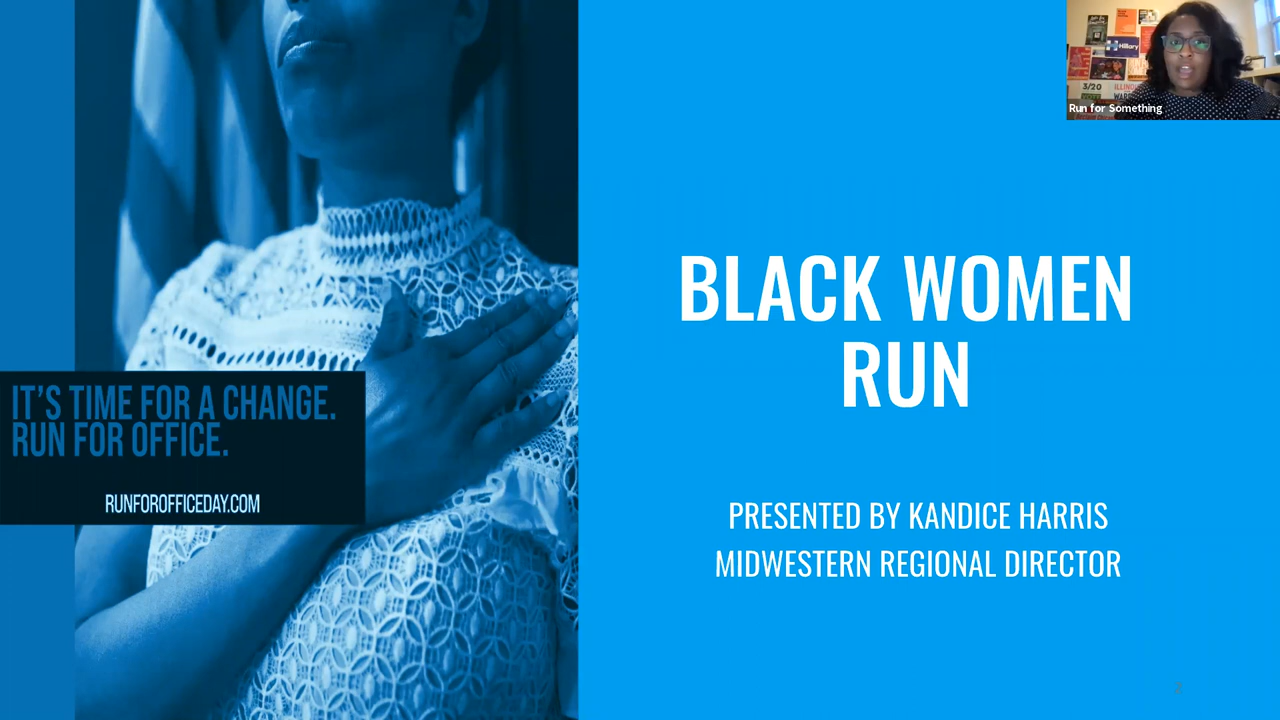 IT'S TIME FOR A CHANGE.
RUN FOR OFFICE.
RUNFOROFFICEDAY.COM
BLACK WOMEN
RUN
PRESENTED BY KANDICE HARRIS
MIDWESTERN REGIONAL DIRECTOR
Hillary
3/20
Run for Something